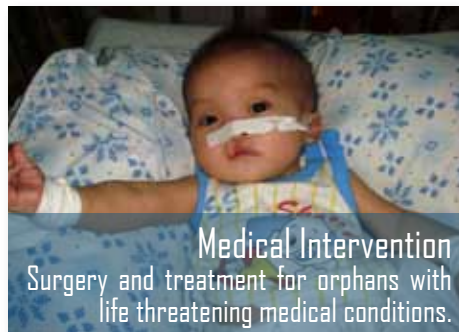 Medical Intervention
Surgery and treatment for orphans with
life threatening medical conditions.